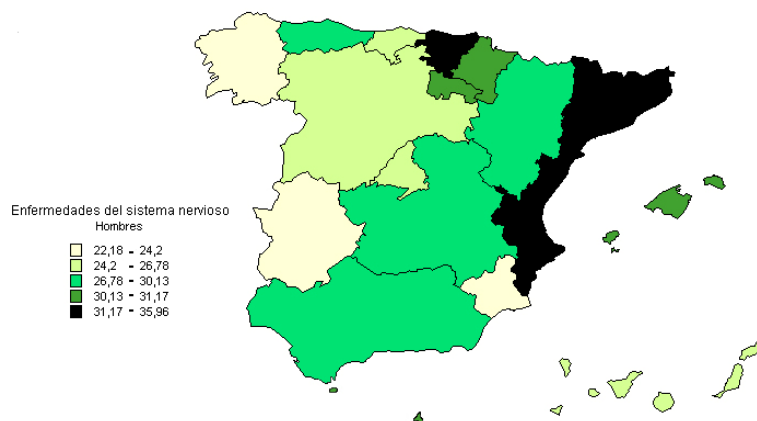 Enfermedades del sistema nervioso
Hombres
22,18 - 24,2
24,2 - 26,78
26,78 - 30,13
30,13 - 31,17
31,17 - 35,96